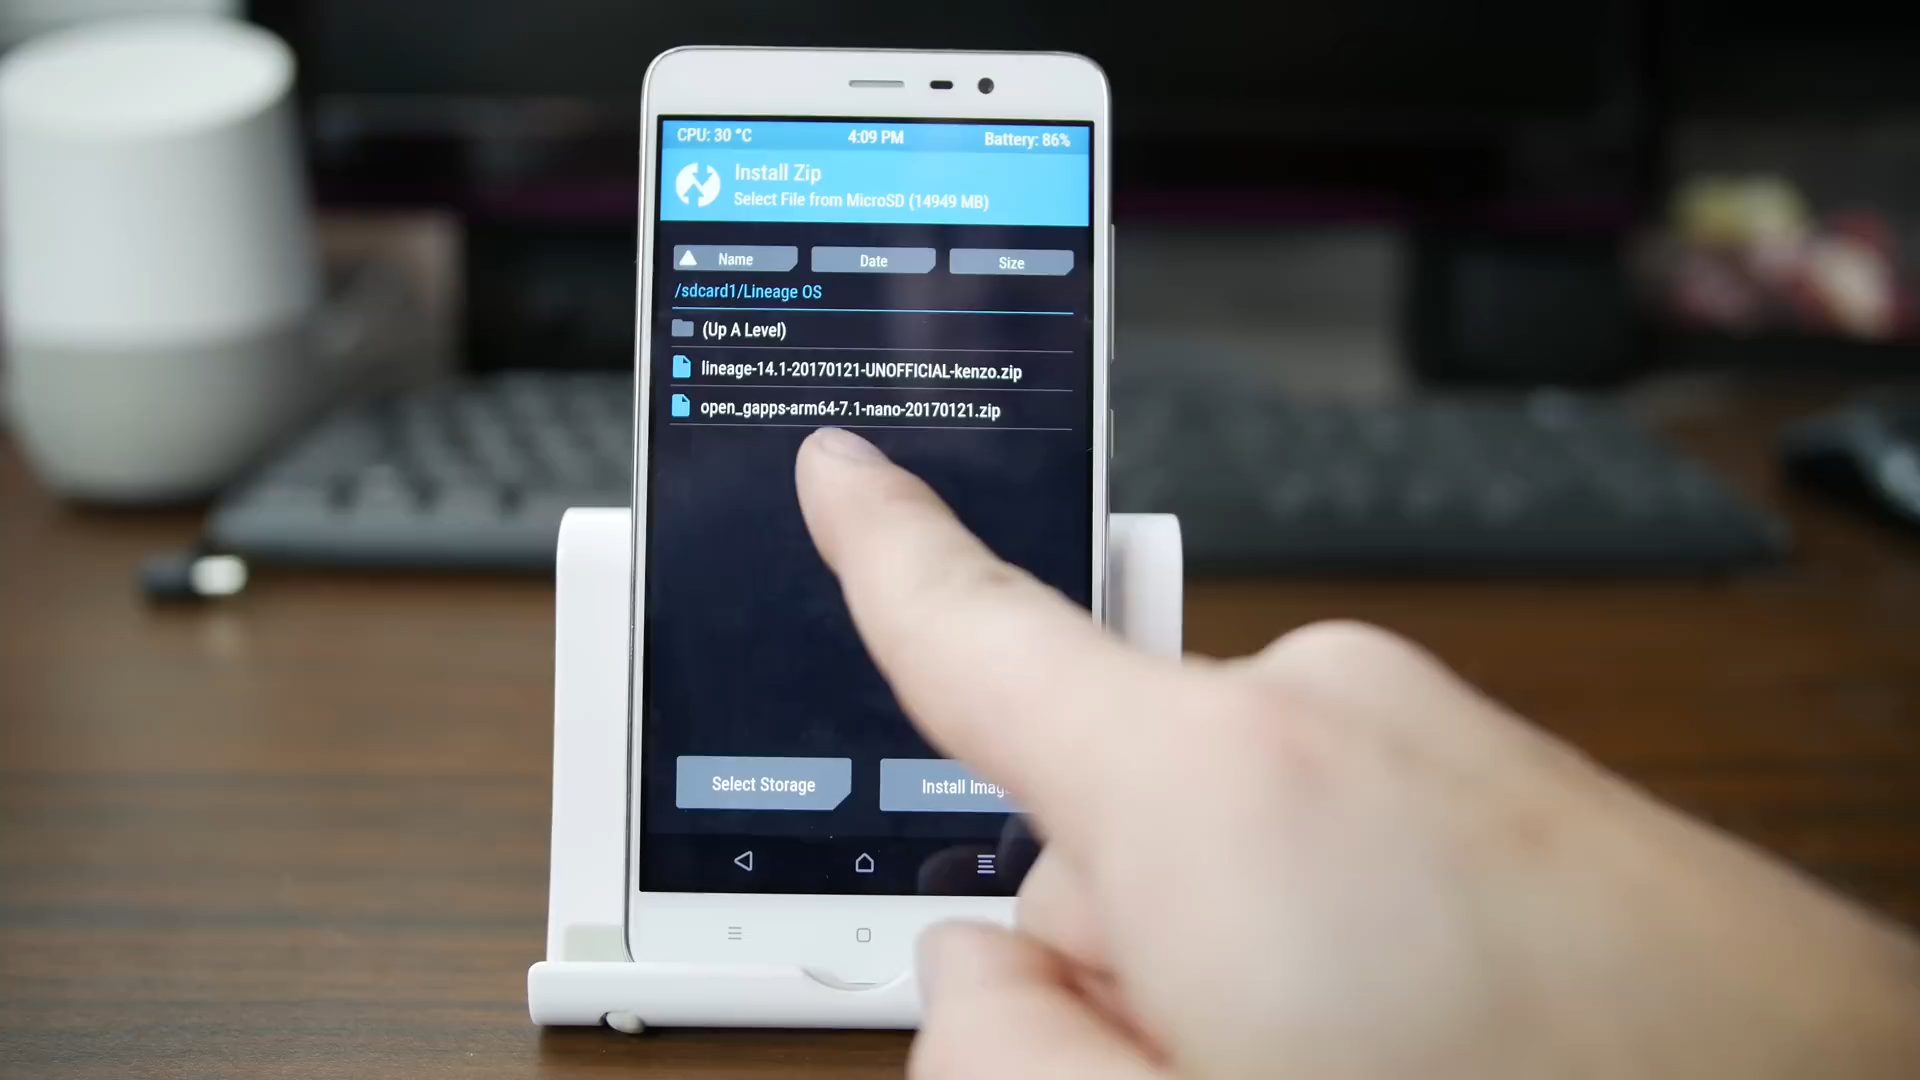 CPU: 30 °C 4:09 PM Battery: 86%
Install Zip
Select File from MicroSD (14949 MB)
Name Date Size
/sdcard1/Lineage OS
(Up A Level)
lineage-14.1-20170121-UNOFFICIAL-kenzo.zip
open_gapps-arm64-7.1-nano-20170121.zip
Select Storage Install Imag